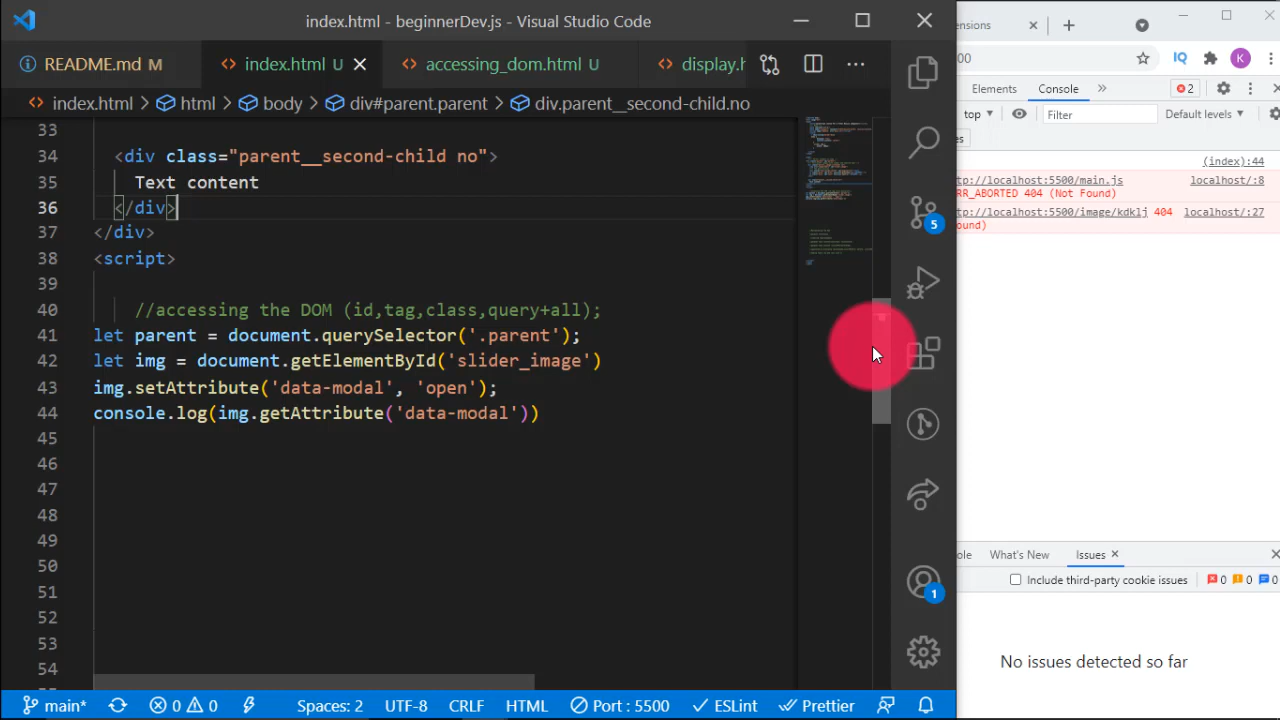 index.html - beginnerDev.js - Visual Studio Code
README.md M
index.html U
accessing_dom.html U
display.h
index.html > html > body > div#parent.parent > div.parent__second-child.no
33
34 <div class="parent__second-child no">
35 Text content
36 </div>
37 </div>
38 <script>
39
40 //accessing the DOM (id,tag,class,query+all);
41 let parent = document.querySelector('.parent');
42 let img = document.getElementById('slider_image')
43 img.setAttribute('data-modal', 'open');
44 console.log(img.getAttribute('data-modal'))
45
46
47
48
49
50
51
52
53
54
5
1
main*
0 0
Spaces: 2
UTF-8
CRLF
HTML
Port : 5500
ESLint
Prettier
ensions
00
IQ
K
Elements Console 2
top Filter Default levels
es
(index):44
tp://localhost:5500/main.js localhost/:8
RR_ABORTED 404 (Not Found)
tp://localhost:5500/image/kdklj 404 localhost/:27
ound)
ole What's New Issues
Include third-party cookie issues 0 0 0
No issues detected so far